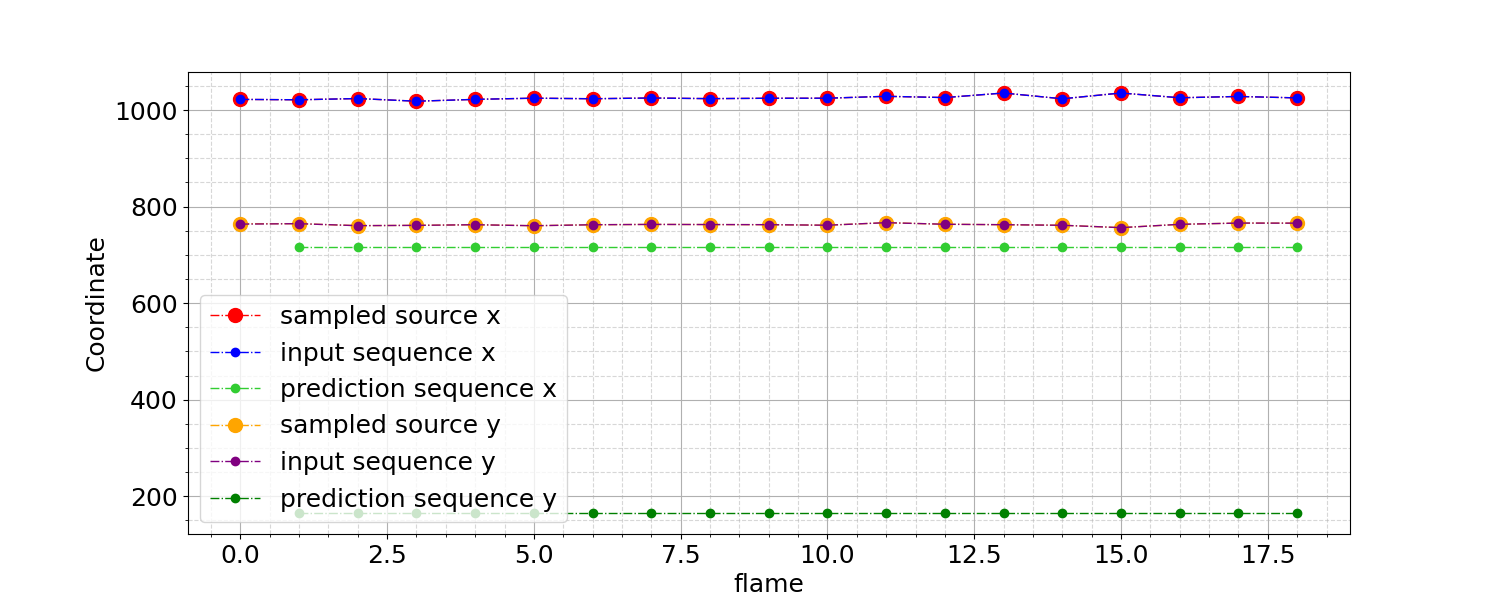 1000
800
600
400
200
Coordinate
sampled source x
input sequence x
prediction sequence x
sampled source y
input sequence y
prediction sequence y
0.0 2.5 5.0 7.5 10.0 12.5 15.0 17.5
flame